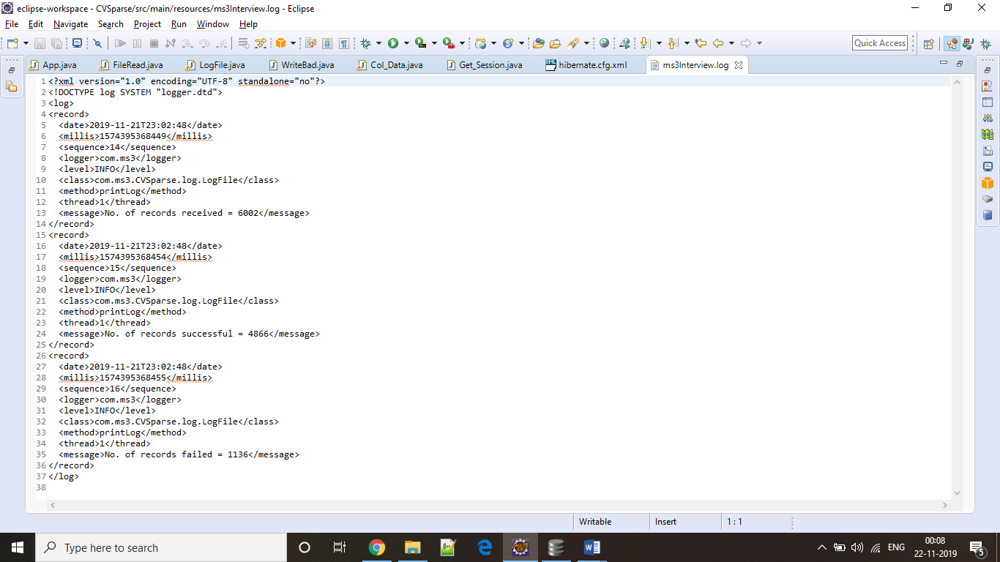 eclipse-workspace - CVSparse/src/main/resources/ms3Interview.log - Eclipse
File Edit Navigate Search Project Run Window Help
Quick Access
App.java FileRead.java LogFile.java WriteBad.java Col_Data.java Get_Session.java hibernate.cfg.xml ms3Interview.log
1 <?xml version="1.0" encoding="UTF-8" standalone="no"?>
2 <!DOCTYPE log SYSTEM "logger.dtd">
3 <log>
4 <record>
5 <date>2019-11-21T23:02:48</date>
6 <millis>1574395368449</millis>
7 <sequence>14</sequence>
8 <logger>com.ms3</logger>
9 <level>INFO</level>
10 <class>com.ms3.CVSparse.log.LogFile</class>
11 <method>printLog</method>
12 <thread>1</thread>
13 <message>No. of records received = 6002</message>
14 </record>
15 <record>
16 <date>2019-11-21T23:02:48</date>
17 <millis>1574395368454</millis>
18 <sequence>15</sequence>
19 <logger>com.ms3</logger>
20 <level>INFO</level>
21 <class>com.ms3.CVSparse.log.LogFile</class>
22 <method>printLog</method>
23 <thread>1</thread>
24 <message>No. of records successful = 4866</message>
25 </record>
26 <record>
27 <date>2019-11-21T23:02:48</date>
28 <millis>1574395368455</millis>
29 <sequence>16</sequence>
30 <logger>com.ms3</logger>
31 <level>INFO</level>
32 <class>com.ms3.CVSparse.log.LogFile</class>
33 <method>printLog</method>
34 <thread>1</thread>
35 <message>No. of records failed = 1136</message>
36 </record>
37 </log>
38
Writable Insert 1 : 1
Type here to search
ENG
00:08
22-11-2019
5